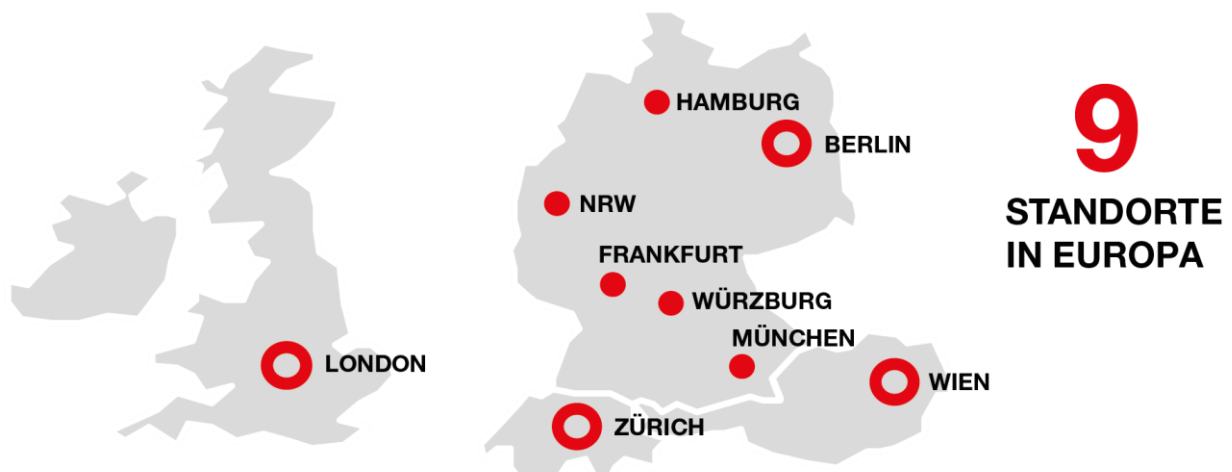 HAMBURG
BERLIN
NRW
FRANKFURT
WÜRZBURG
MÜNCHEN
LONDON
WIEN
ZÜRICH
9
STANDORTE
IN EUROPA